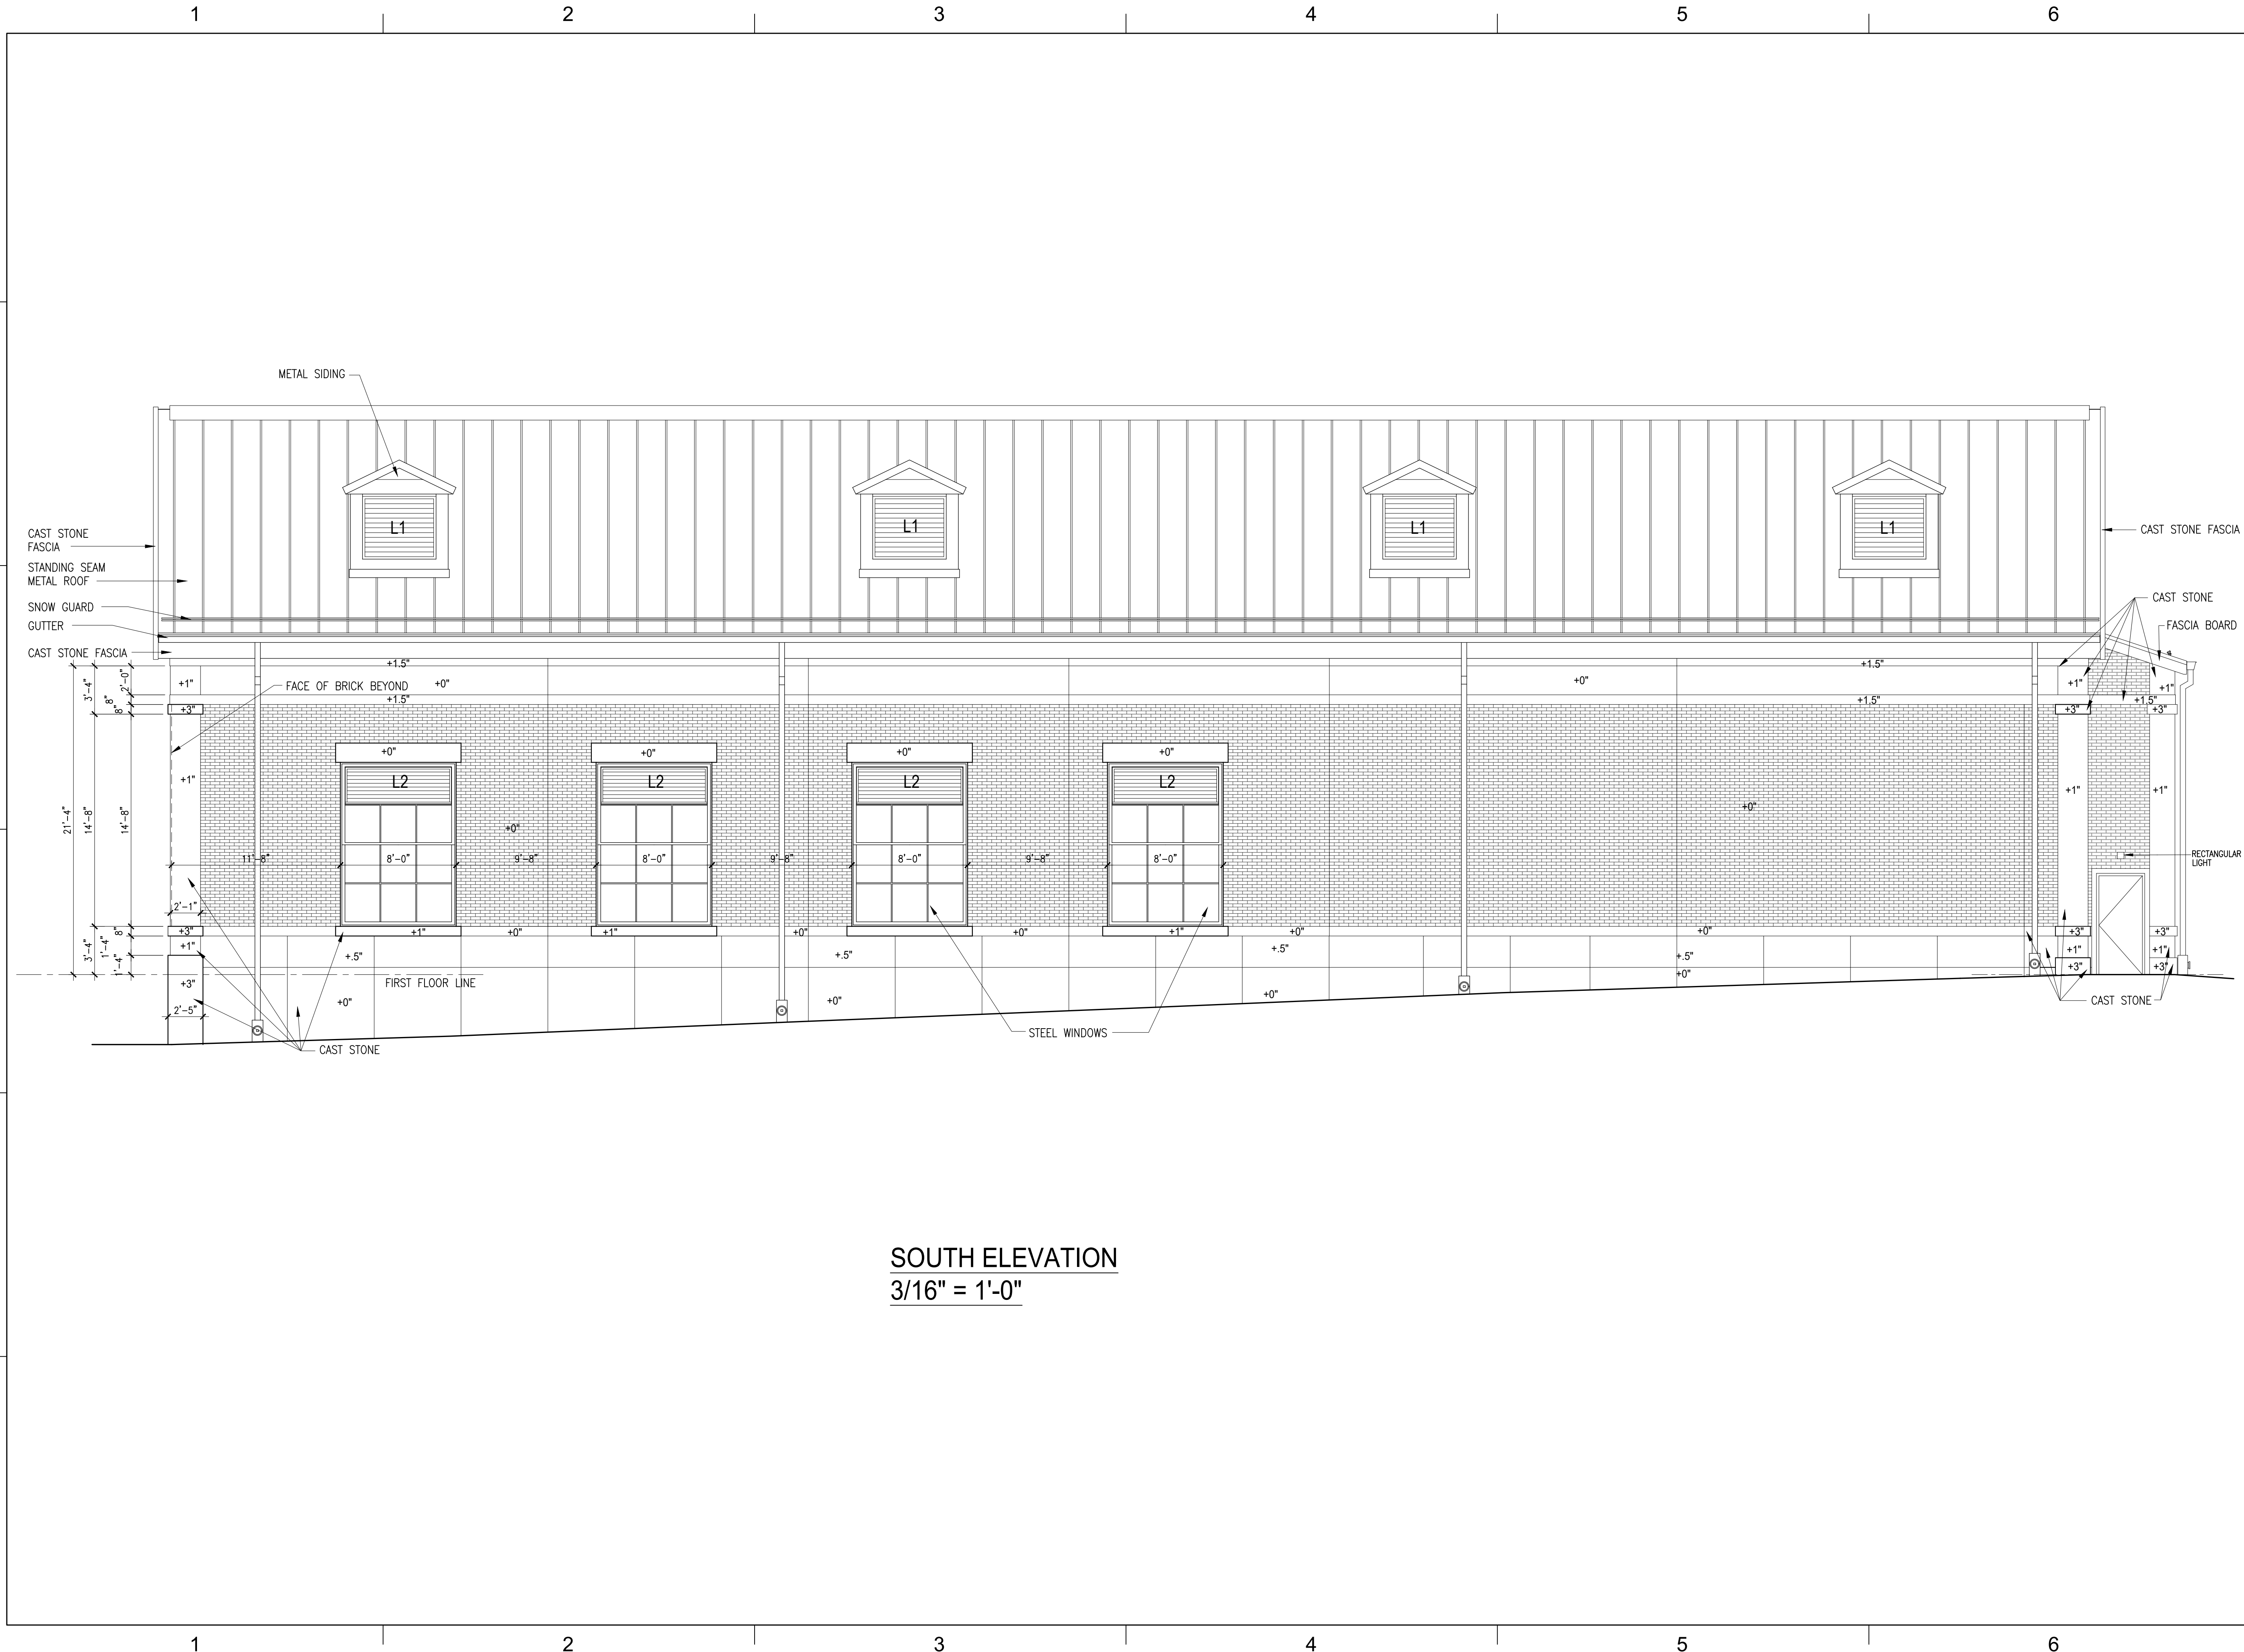 1 2 3 4 5 6
METAL SIDING
L1 L1 L1 L1
CAST STONE
FASCIA
CAST STONE FASCIA
STANDING SEAM
METAL ROOF
SNOW GUARD
CAST STONE
GUTTER
FASCIA BOARD
CAST STONE FASCIA
+1.5" +1.5"
3'-4" 2'-0" +1" +0" +0" +1" +1"
FACE OF BRICK BEYOND
8" +1.5" +1.5" +1.5"
8" +3" +3" +3"
+0" +0" +0" +0"
L2 L2 L2 L2
+1" +1" +1"
21'-4" 14'-8" 14'-8" +0" +0"
11'-8" 8'-0" 9'-8" 8'-0" 9'-8" 8'-0" 9'-8" 8'-0"
RECTANGULAR
LIGHT
2'-1"
8" +3" +1" +0" +1" +0" +0" +1" +0" +0" +3" +3"
3'-4" 1'-4" +1" +.5" +.5" +.5" +.5" +1" +1"
1'-4" +3" +0" +3" +3"
FIRST FLOOR LINE
+0" +0" +0"
2'-5"
CAST STONE
STEEL WINDOWS
CAST STONE
SOUTH ELEVATION
3/16" = 1'-0"
1 2 3 4 5 6